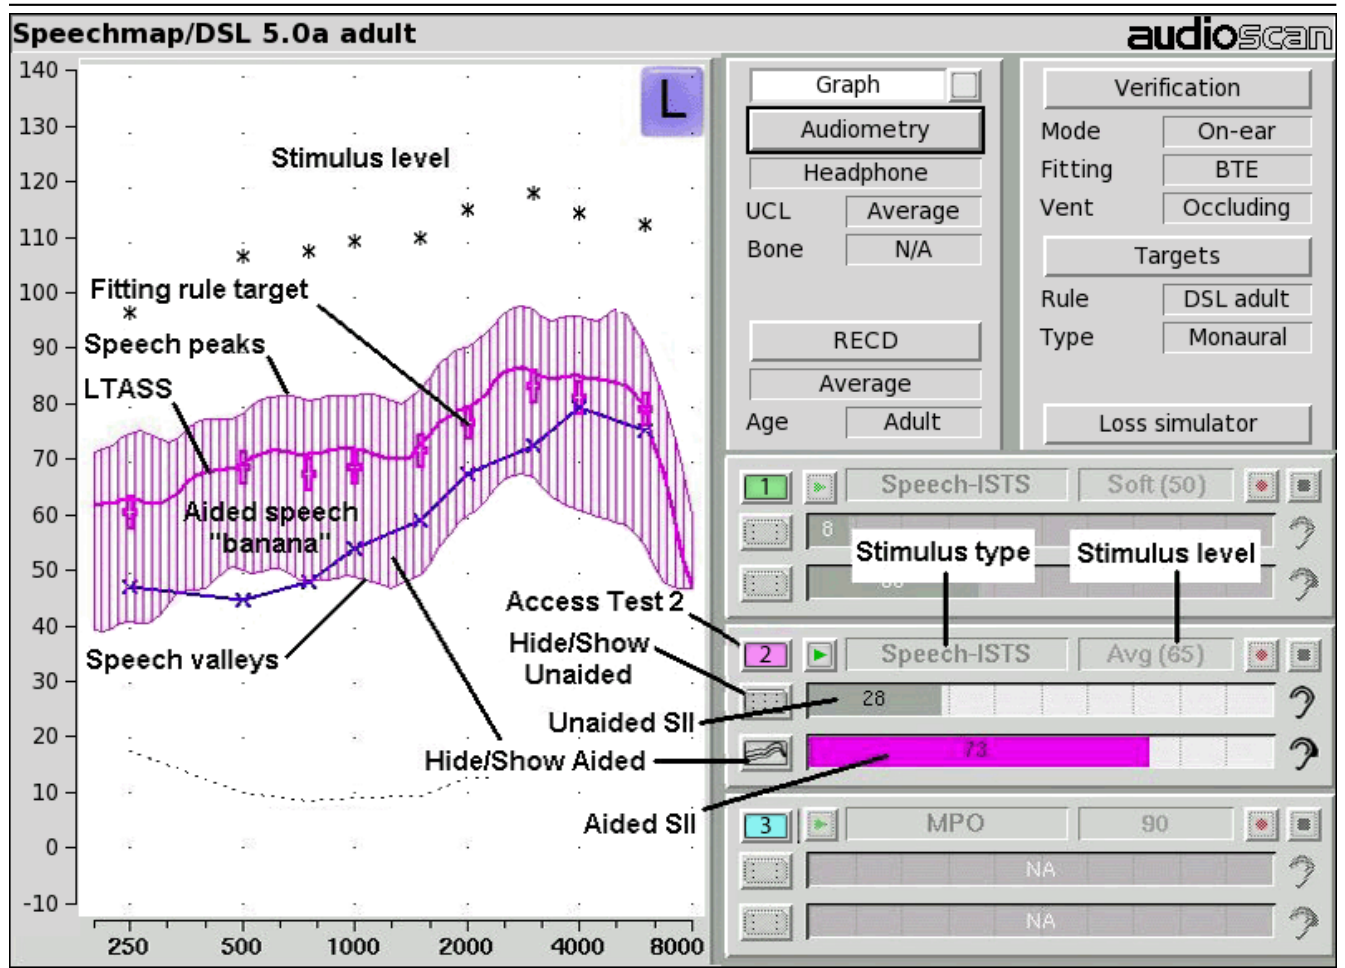 Speechmap/DSL 5.0a adult
audioscan
140
130
120
110
100
90
80
70
60
50
40
30
20
10
0
-10
250
500
1000
2000
4000
8000
L
Stimulus level
Fitting rule target
Speech peaks
LTASS
Aided speech
"banana"
Speech valleys
Access Test 2
Hide/Show
Unaided
Unaided SII
Hide/Show Aided
Aided SII
Graph
Audiometry
Headphone
UCL Average
Bone N/A
RECD
Average
Age Adult
Verification
Mode On-ear
Fitting BTE
Vent Occluding
Targets
Rule DSL adult
Type Monaural
Loss simulator
1 Speech-ISTS Soft (50)
8
Stimulus type
Stimulus level
2 Speech-ISTS Avg (65)
28
73
3 MPO 90
NA
NA